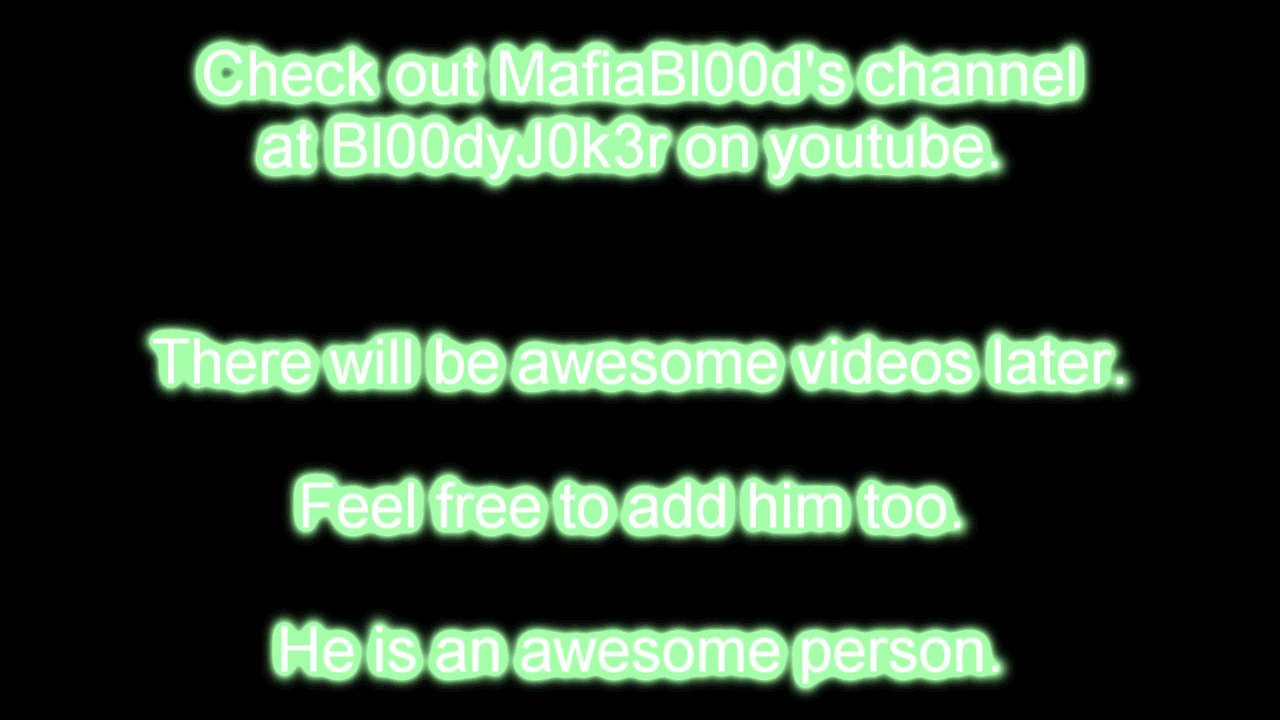 Check out MafiaBl00d's channel
at Bl00dyJ0k3r on youtube.
There will be awesome videos later.
Feel free to add him too.
He is an awesome person.